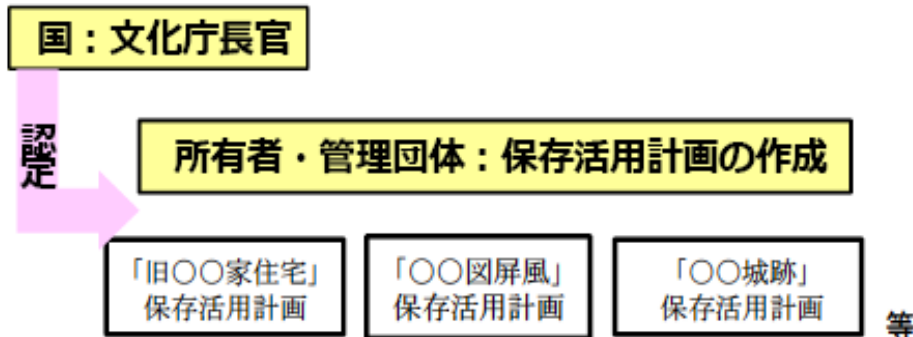 国：文化庁長官
認定
所有者・管理団体：保存活用計画の作成
「旧〇〇家住宅」
保存活用計画
「〇〇図屏風」
保存活用計画
「〇〇城跡」
保存活用計画
等